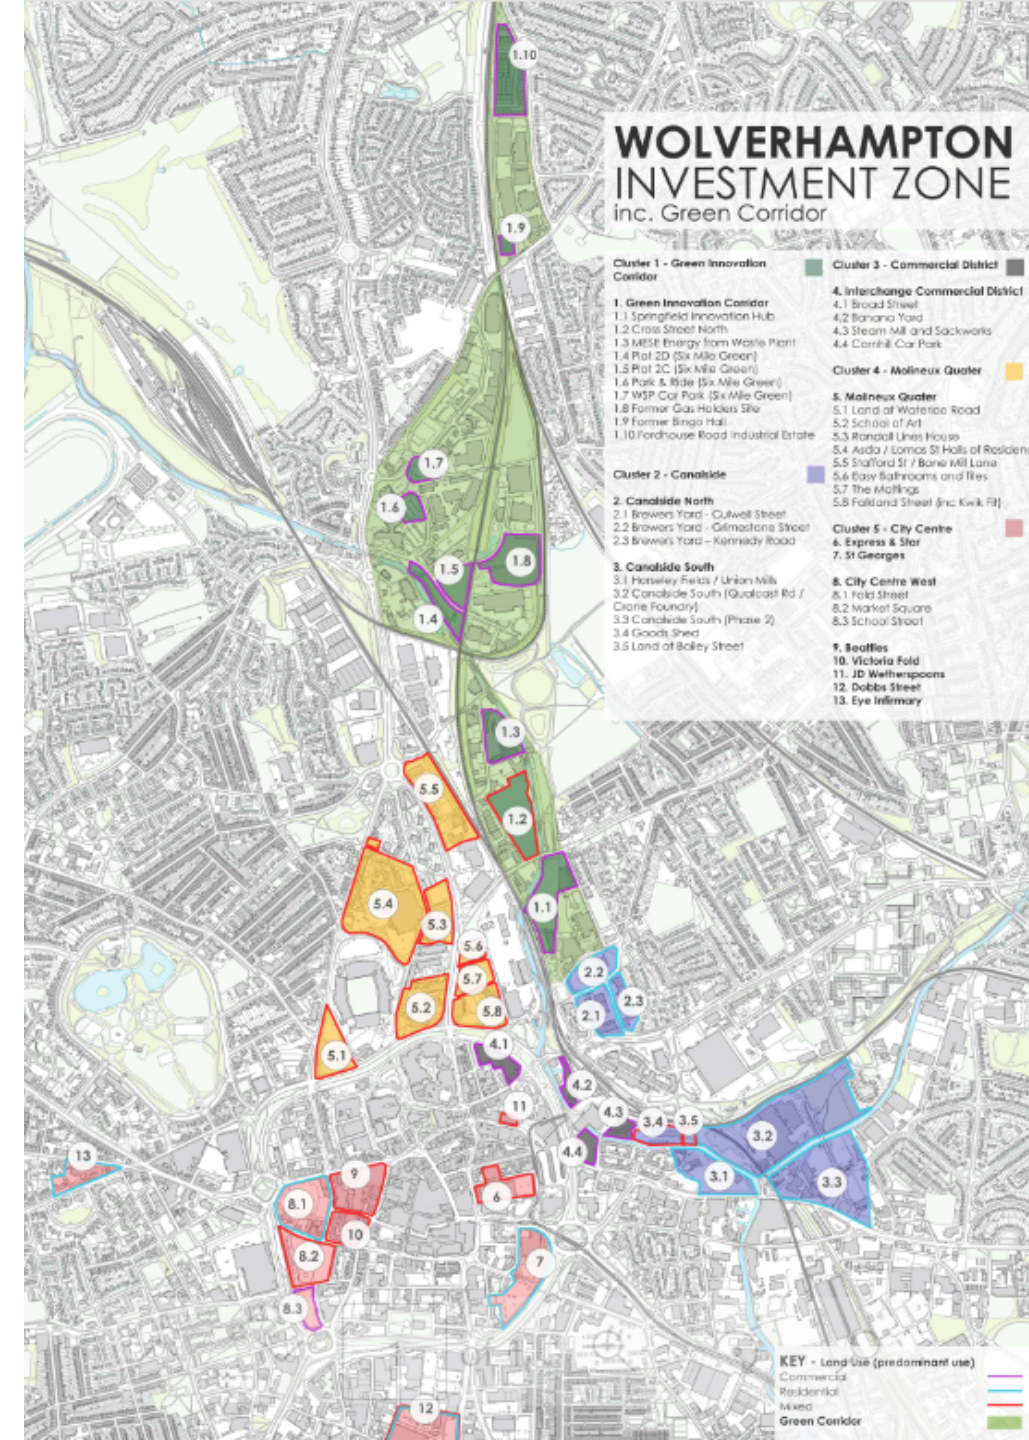 WOLVERHAMPTON
INVESTMENT ZONE
inc. Green Corridor
Cluster 1 - Green Innovation
Corridor
1. Green Innovation Corridor
1.1 Springfield Innovation Hub
1.2 Cross Street North
1.3 MESE Energy from Waste Plant
1.4 Plot 2D (Six Mile Green)
1.5 Plot 2C (Six Mile Green)
1.6 Park & Ride (Six Mile Green)
1.7 WSP Car Park (Six Mile Green)
1.8 Former Gas Holders Site
1.9 Former Bingo Hall
1.10 Fordhouse Road Industrial Estate
Cluster 2 - Canalside
2. Canalside North
2.1 Brewers Yard - Culwell Street
2.2 Brewers Yard - Grimestone Street
2.3 Brewers Yard – Kennedy Road
3. Canalside South
3.1 Horseley Fields / Union Mills
3.2 Canalside South (Qualcast Rd /
Crane Foundry)
3.3 Canalside South (Phase 2)
3.4 Goods Shed
3.5 Land at Bailey Street
Cluster 3 - Commercial District
4. Interchange Commercial District
4.1 Broad Street
4.2 Banana Yard
4.3 Steam Mill and Sackworks
4.4 Cornhill Car Park
Cluster 4 - Molineux Quater
5. Molineux Quater
5.1 Land at Waterloo Road
5.2 School of Art
5.3 Randall Lines House
5.4 Asda / Lomas St Halls of Residenc
5.5 Stafford St / Bone Mill Lane
5.6 Easy Bathrooms and Tiles
5.7 The Maltings
5.8 Falkland Street (inc Kwik Fit)
Cluster 5 - City Centre
6. Express & Star
7. St Georges
8. City Centre West
8.1 Fold Street
8.2 Market Square
8.3 School Street
9. Beatties
10. Victoria Fold
11. JD Wetherspoons
12. Dobbs Street
13. Eye Infirmary
1.10
1.9
1.7
1.6
1.8
1.5
1.4
1.3
1.2
5.5
1.1
5.4
5.3
5.6
5.7
5.8
5.2
5.1
2.2
2.3
2.1
4.1
4.2
4.3
4.4
3.4
3.5
3.2
3.1
3.3
11
13
9
8.1
10
8.2
8.3
6
7
12
KEY - Land Use (predominant use)
Commercial
Residential
Mixed
Green Corridor